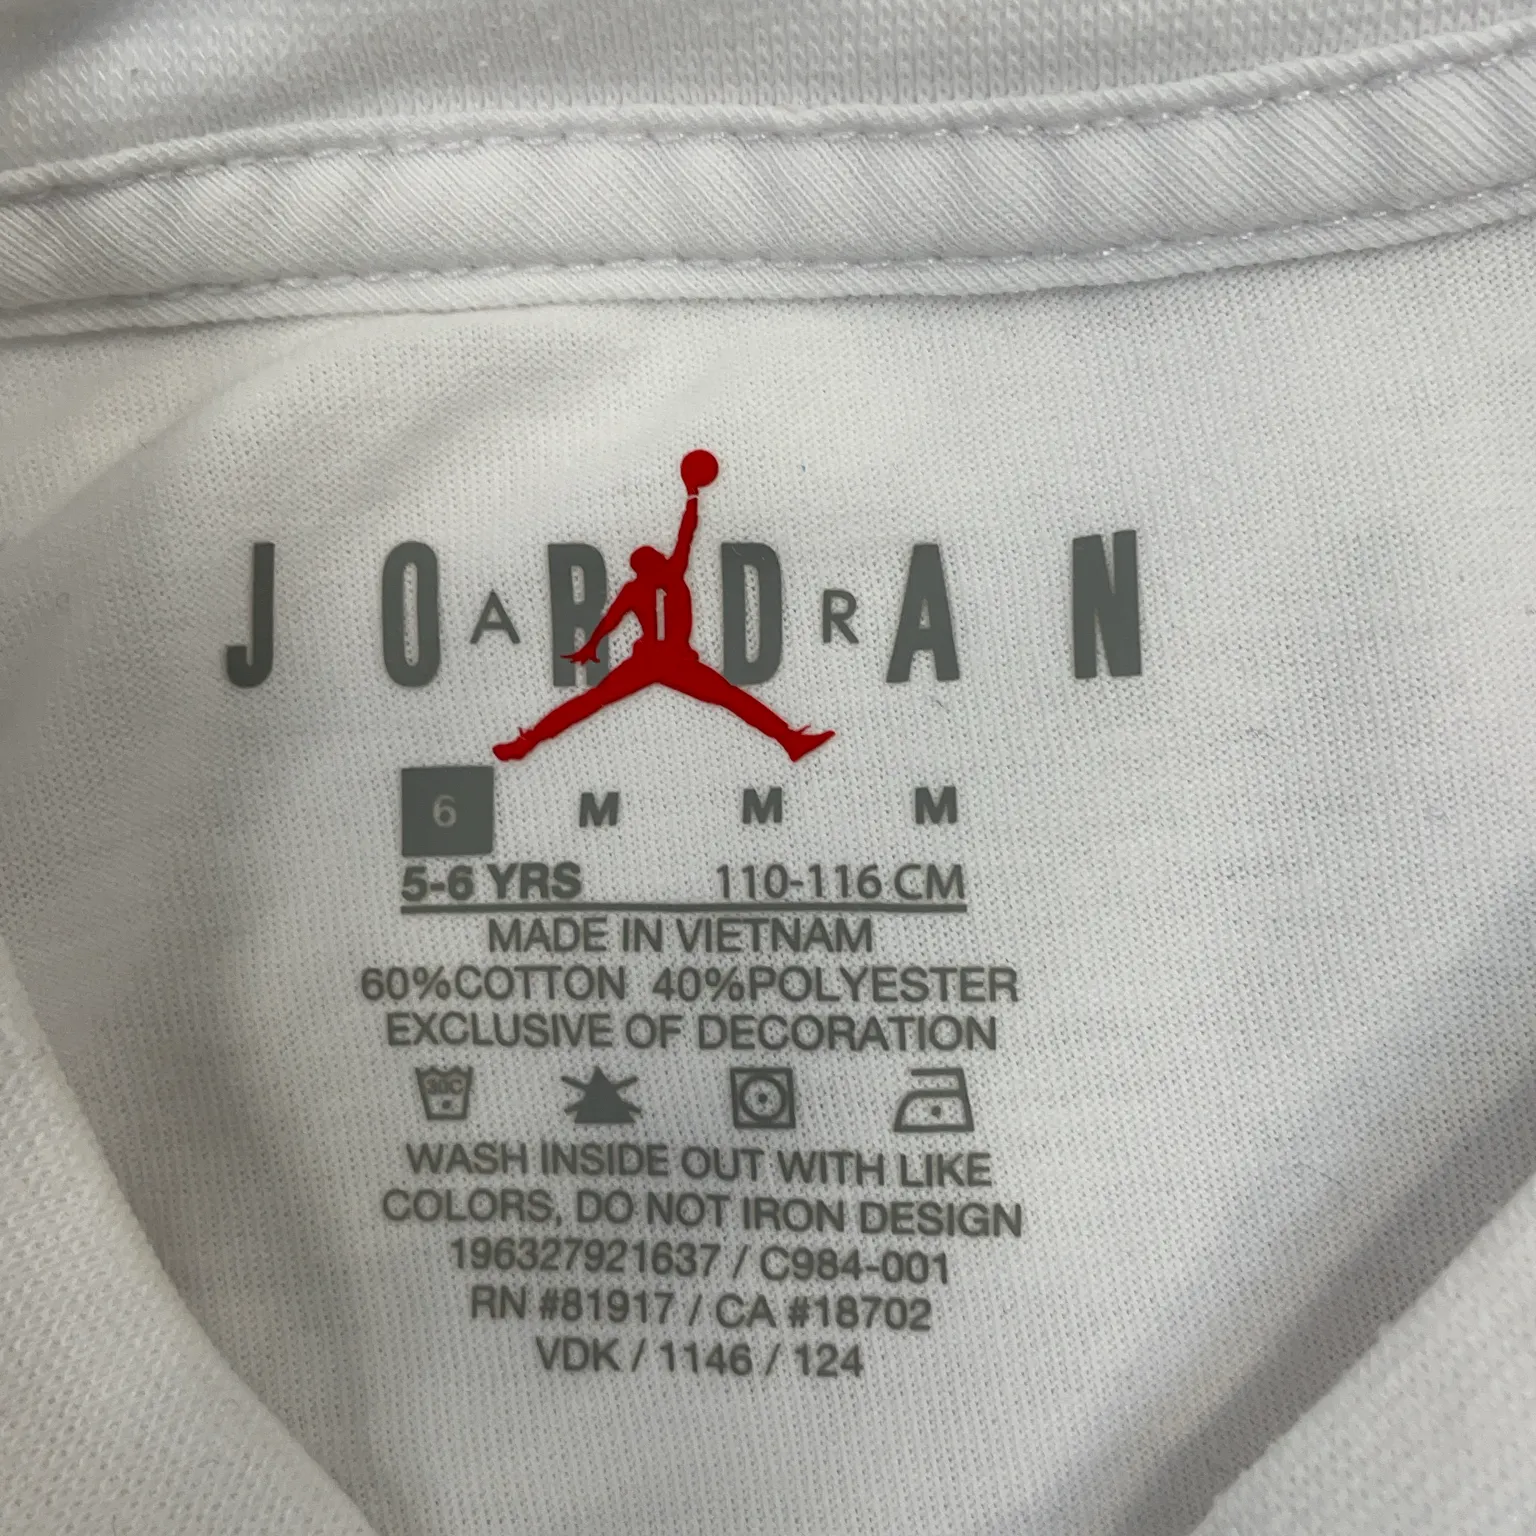 JORDAN
AIR
6 M M M
5-6 YRS 110-116 CM
MADE IN VIETNAM
60%COTTON 40%POLYESTER
EXCLUSIVE OF DECORATION
30C
WASH INSIDE OUT WITH LIKE
COLORS, DO NOT IRON DESIGN
196327921637 / C984-001
RN #81917 / CA #18702
VDK / 1146 / 124